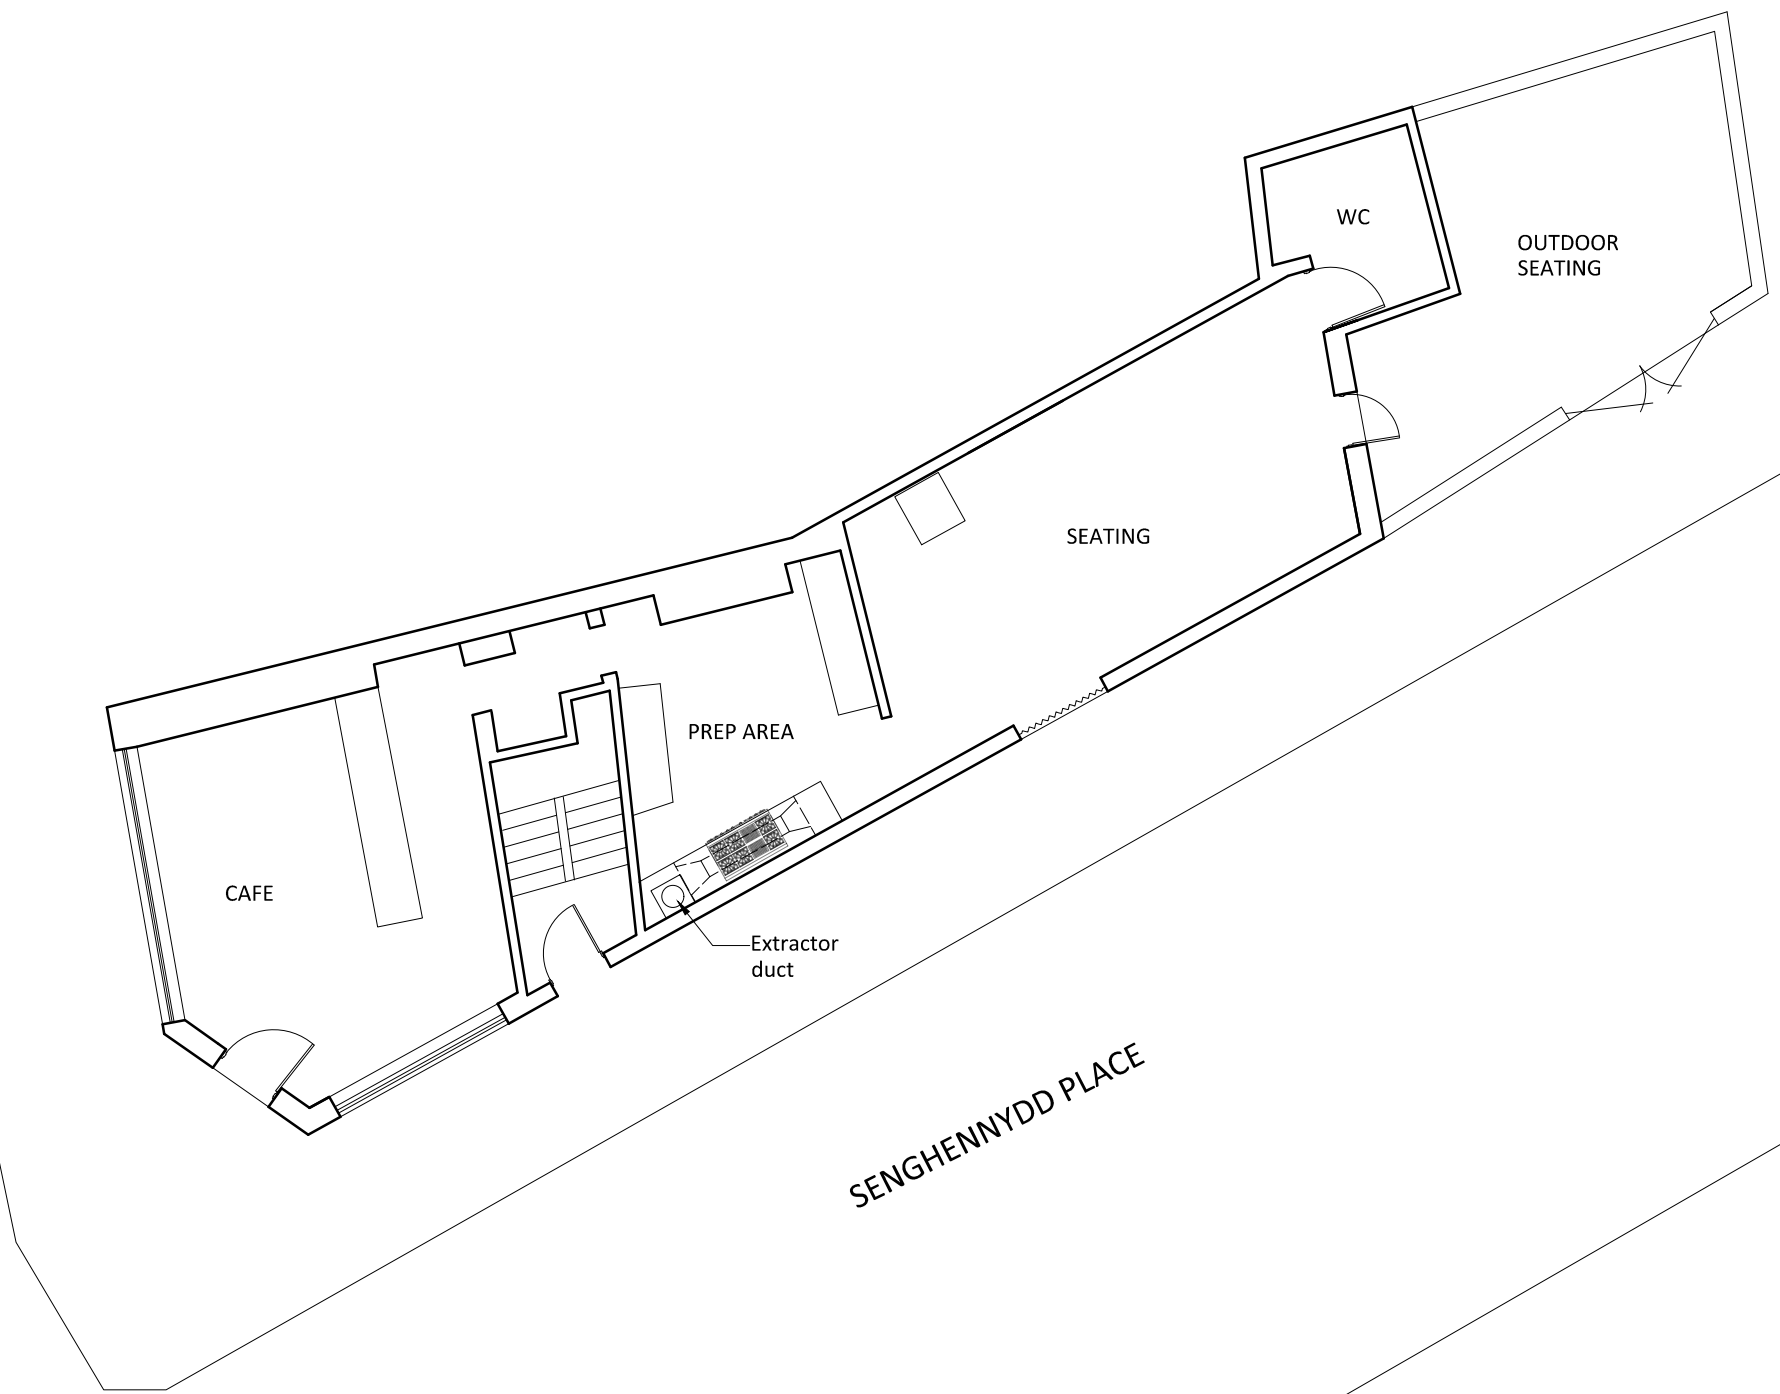 WC
OUTDOOR
SEATING
SEATING
PREP AREA
CAFE
Extractor
duct
SENGHENNYDD PLACE